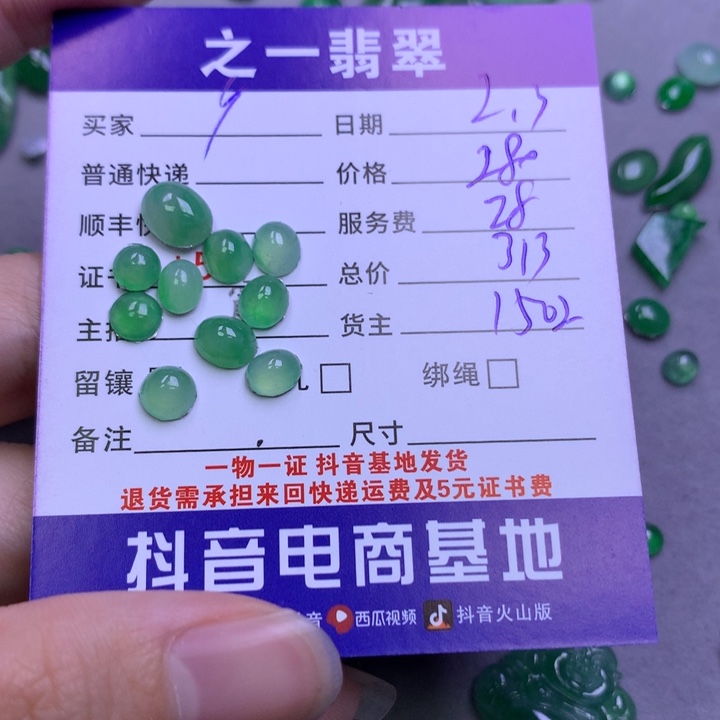 之一翡翠
买家 9 日期 2.5
普通快递 价格 280
顺丰快 服务费 28
证书 5 总价 313
主播 货主 1502
留镶 孔 绑绳
备注 尺寸
一物一证 抖音基地发货
退货需承担来回快递运费及5元证书费
抖音电商基地
抖音 西瓜视频 抖音火山版